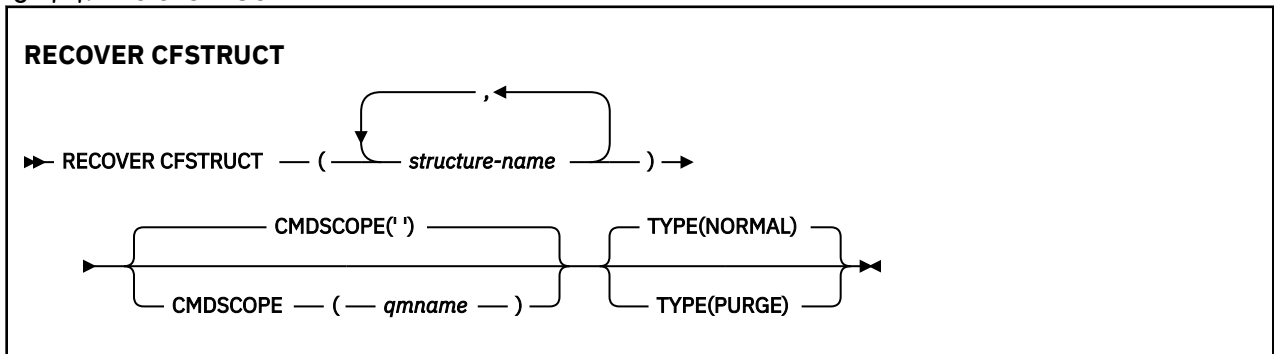 RECOVER CFSTRUCT
,
RECOVER CFSTRUCT ( structure-name )
CMDSCOPE(' ') TYPE(NORMAL)
CMDSCOPE ( qmname ) TYPE(PURGE)